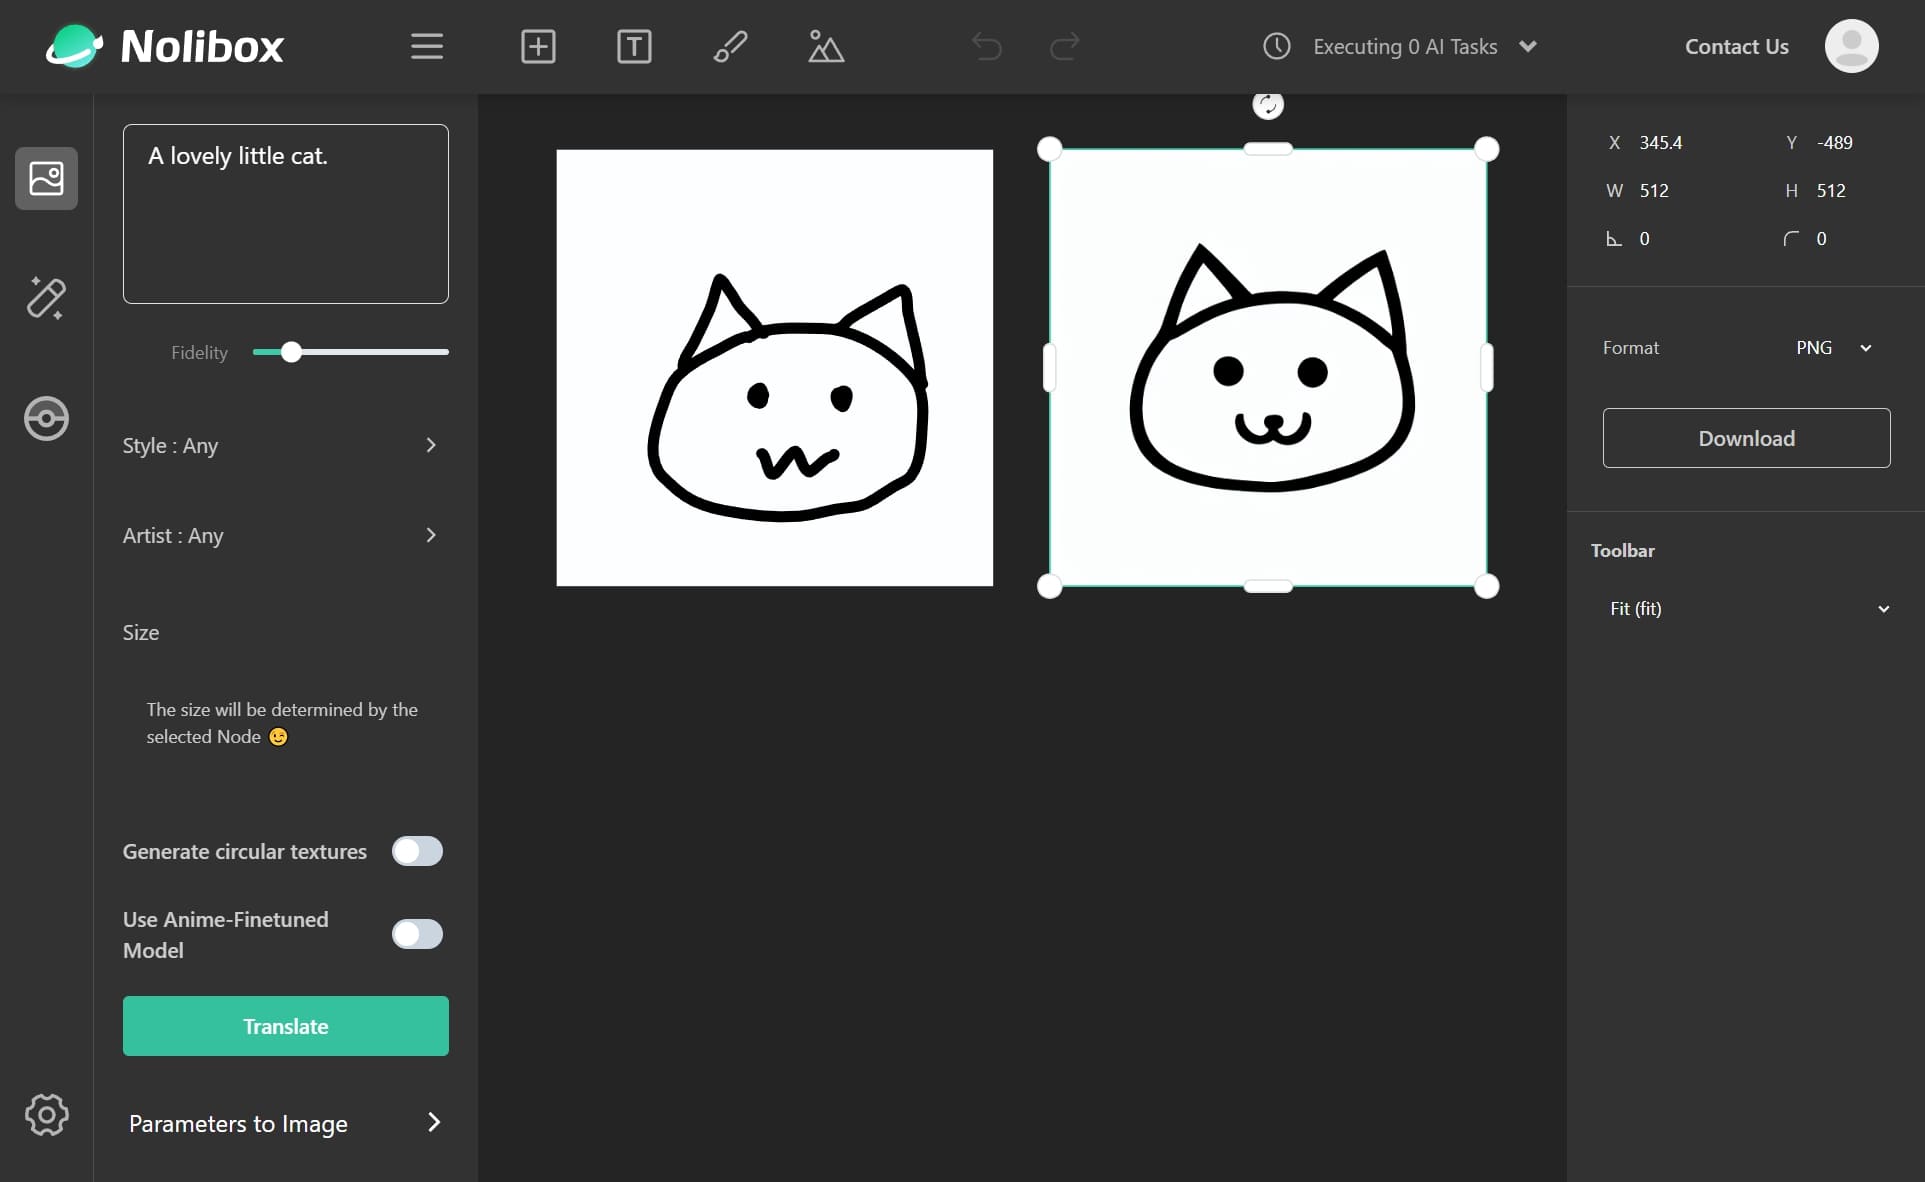 Nolibox
Executing 0 AI Tasks
Contact Us
A lovely little cat.
Fidelity
Style : Any
Artist : Any
Size
The size will be determined by the
selected Node 😉
Generate circular textures
Use Anime-Finetuned
Model
Translate
Parameters to Image
X 345.4 Y -489
W 512 H 512
0 0
Format PNG
Download
Toolbar
Fit (fit)